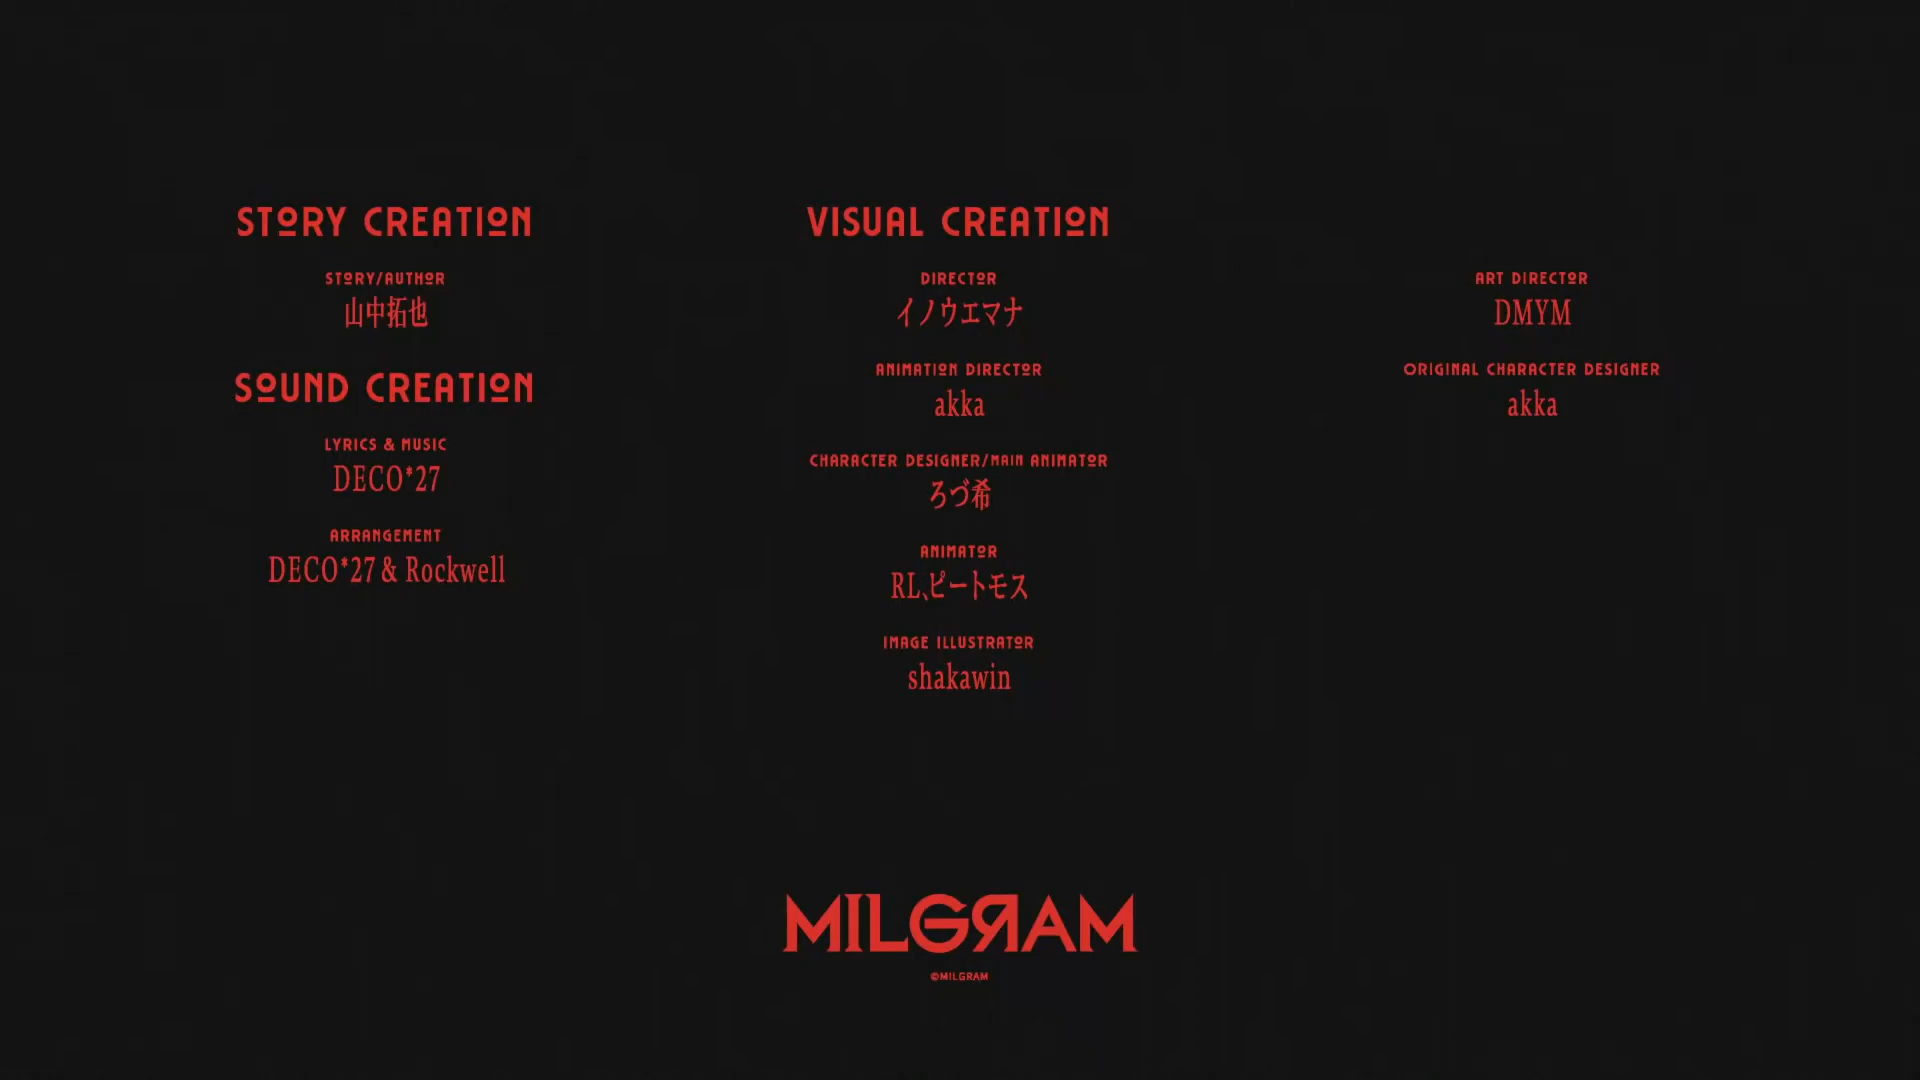 STORY CREATION
STORY/AUTHOR
山中拓也
SOUND CREATION
LYRICS & MUSIC
DECO*27
ARRANGEMENT
DECO*27 & Rockwell
VISUAL CREATION
DIRECTOR
イノウエマナ
ANIMATION DIRECTOR
akka
CHARACTER DESIGNER/MAIN ANIMATOR
ろづ希
ANIMATOR
RL、ピートモス
IMAGE ILLUSTRATOR
shakawin
ART DIRECTOR
DMYM
ORIGINAL CHARACTER DESIGNER
akka
MILGRAM
©MILGRAM